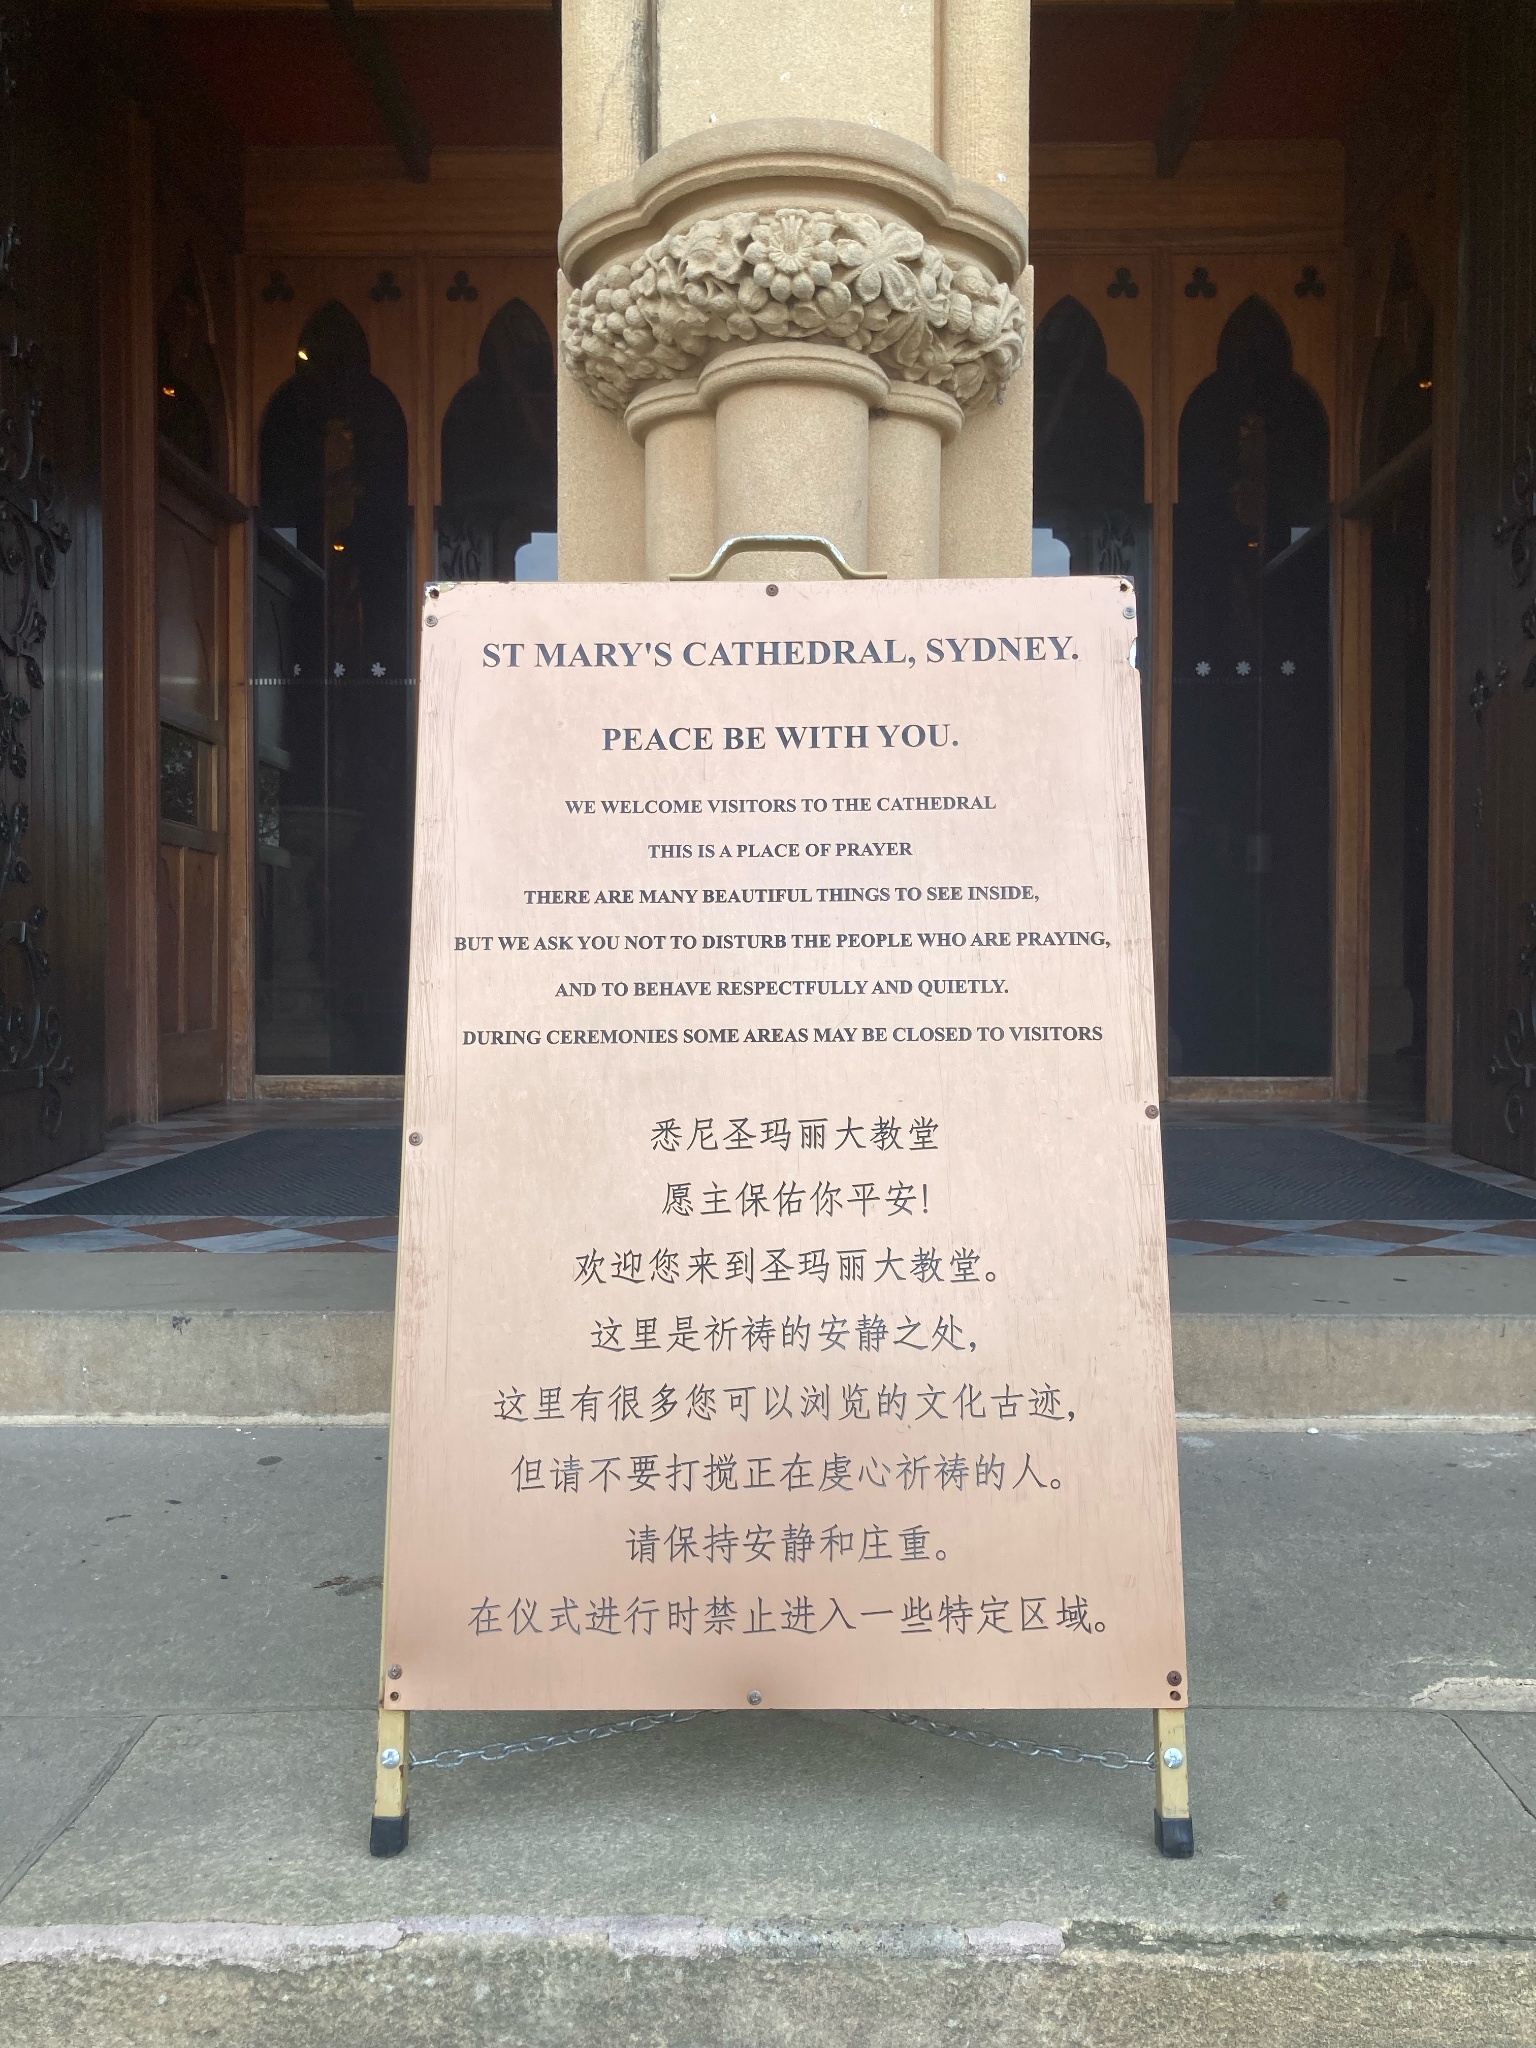 ST MARY'S CATHEDRAL, SYDNEY.
PEACE BE WITH YOU.
WE WELCOME VISITORS TO THE CATHEDRAL
THIS IS A PLACE OF PRAYER
THERE ARE MANY BEAUTIFUL THINGS TO SEE INSIDE,
BUT WE ASK YOU NOT TO DISTURB THE PEOPLE WHO ARE PRAYING,
AND TO BEHAVE RESPECTFULLY AND QUIETLY.
DURING CEREMONIES SOME AREAS MAY BE CLOSED TO VISITORS
悉尼圣玛丽大教堂
愿主保佑你平安!
欢迎您来到圣玛丽大教堂。
这里是祈祷的安静之处,
这里有很多您可以浏览的文化古迹,
但请不要打搅正在虔心祈祷的人。
请保持安静和庄重。
在仪式进行时禁止进入一些特定区域。